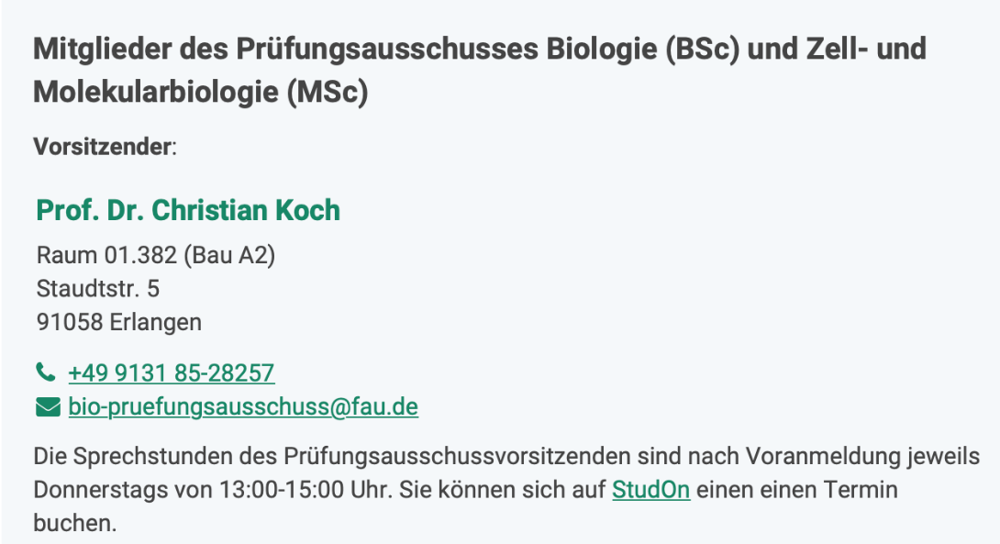 Mitglieder des Prüfungsausschusses Biologie (BSc) und Zell- und
Molekularbiologie (MSc)
Vorsitzender:
Prof. Dr. Christian Koch
Raum 01.382 (Bau A2)
Staudtstr. 5
91058 Erlangen
+49 9131 85-28257
bio-pruefungsausschuss@fau.de
Die Sprechstunden des Prüfungsausschussvorsitzenden sind nach Voranmeldung jeweils
Donnerstags von 13:00-15:00 Uhr. Sie können sich auf StudOn einen einen Termin
buchen.